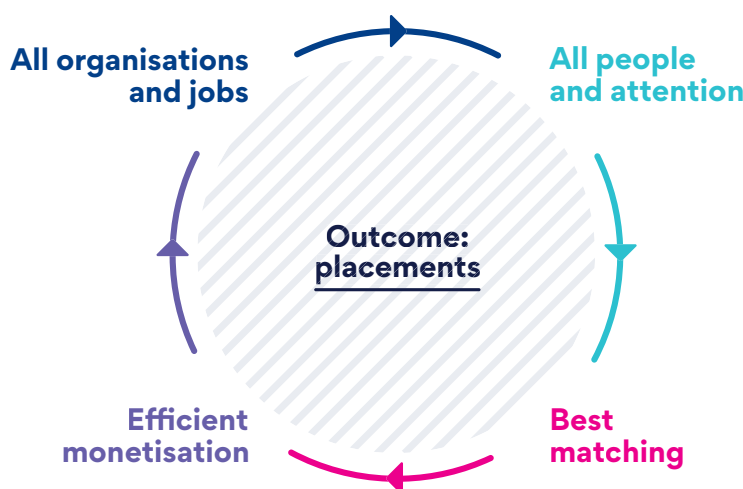 All organisations
and jobs
All people
and attention
Outcome:
placements
Efficient
monetisation
Best
matching